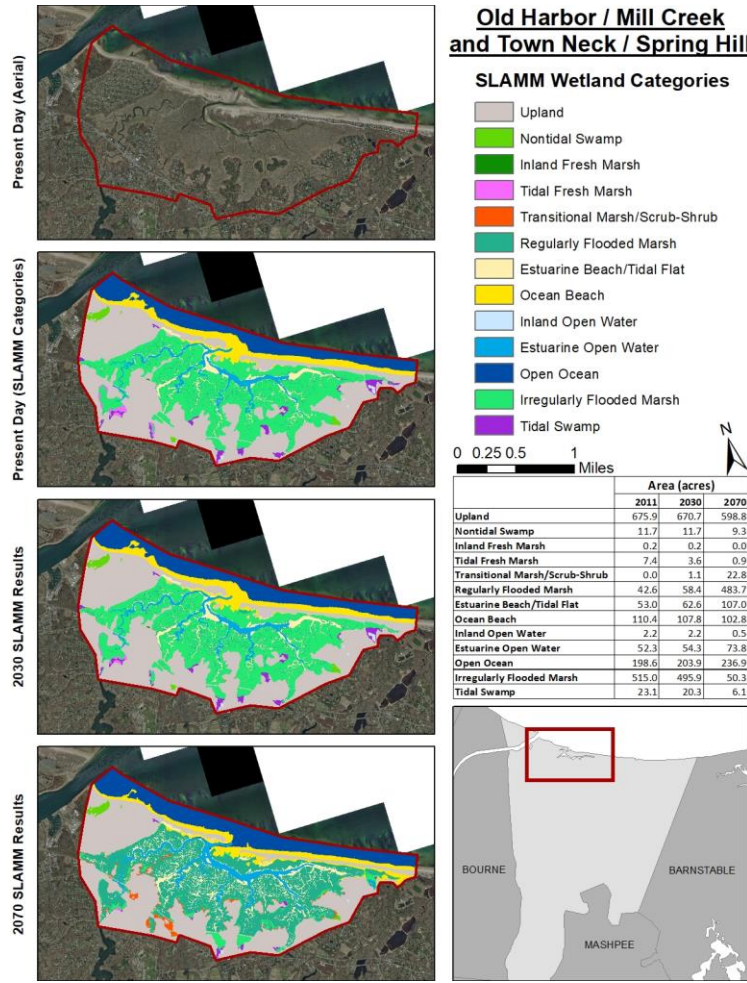 Old Harbor / Mill Creek
and Town Neck / Spring Hill
SLAMM Wetland Categories
Upland
Nontidal Swamp
Inland Fresh Marsh
Tidal Fresh Marsh
Transitional Marsh/Scrub-Shrub
Regularly Flooded Marsh
Estuarine Beach/Tidal Flat
Ocean Beach
Inland Open Water
Estuarine Open Water
Open Ocean
Irregularly Flooded Marsh
Tidal Swamp
N
0 0.25 0.5 1
Miles
Area (acres)
2011 2030 2070
Upland 675.9 670.7 598.8
Nontidal Swamp 11.7 11.7 9.3
Inland Fresh Marsh 0.2 0.2 0.0
Tidal Fresh Marsh 7.4 3.6 0.9
Transitional Marsh/Scrub-Shrub 0.0 1.1 22.8
Regularly Flooded Marsh 42.6 58.4 483.7
Estuarine Beach/Tidal Flat 53.0 62.6 107.0
Ocean Beach 110.4 107.8 102.8
Inland Open Water 2.2 2.2 0.5
Estuarine Open Water 52.3 54.3 73.8
Open Ocean 198.6 203.9 236.9
Irregularly Flooded Marsh 515.0 495.9 50.3
Tidal Swamp 23.1 20.3 6.1
BOURNE
BARNSTABLE
MASHPEE
Present Day (Aerial)
Present Day (SLAMM Categories)
2030 SLAMM Results
2070 SLAMM Results